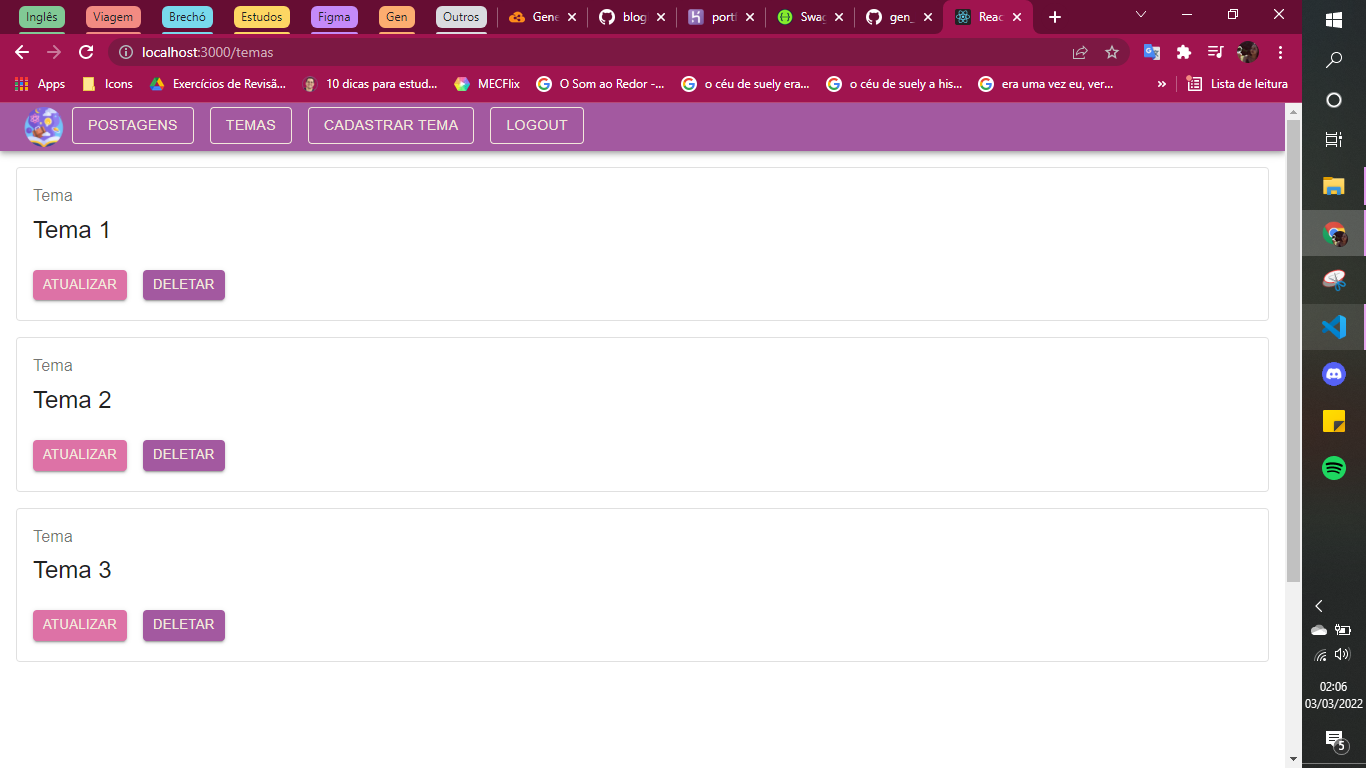 Inglês Viagem Brechó Estudos Figma Gen Outros Gene blog portf Swag gen_ Reac
localhost:3000/temas
Apps Icons Exercícios de Revisã... 10 dicas para estud... MECFlix O Som ao Redor -... o céu de suely era... o céu de suely a his... era uma vez eu, ver... » Lista de leitura
POSTAGENS TEMAS CADASTRAR TEMA LOGOUT
Tema
Tema 1
ATUALIZAR DELETAR
Tema
Tema 2
ATUALIZAR DELETAR
Tema
Tema 3
ATUALIZAR DELETAR
02:06
03/03/2022
5